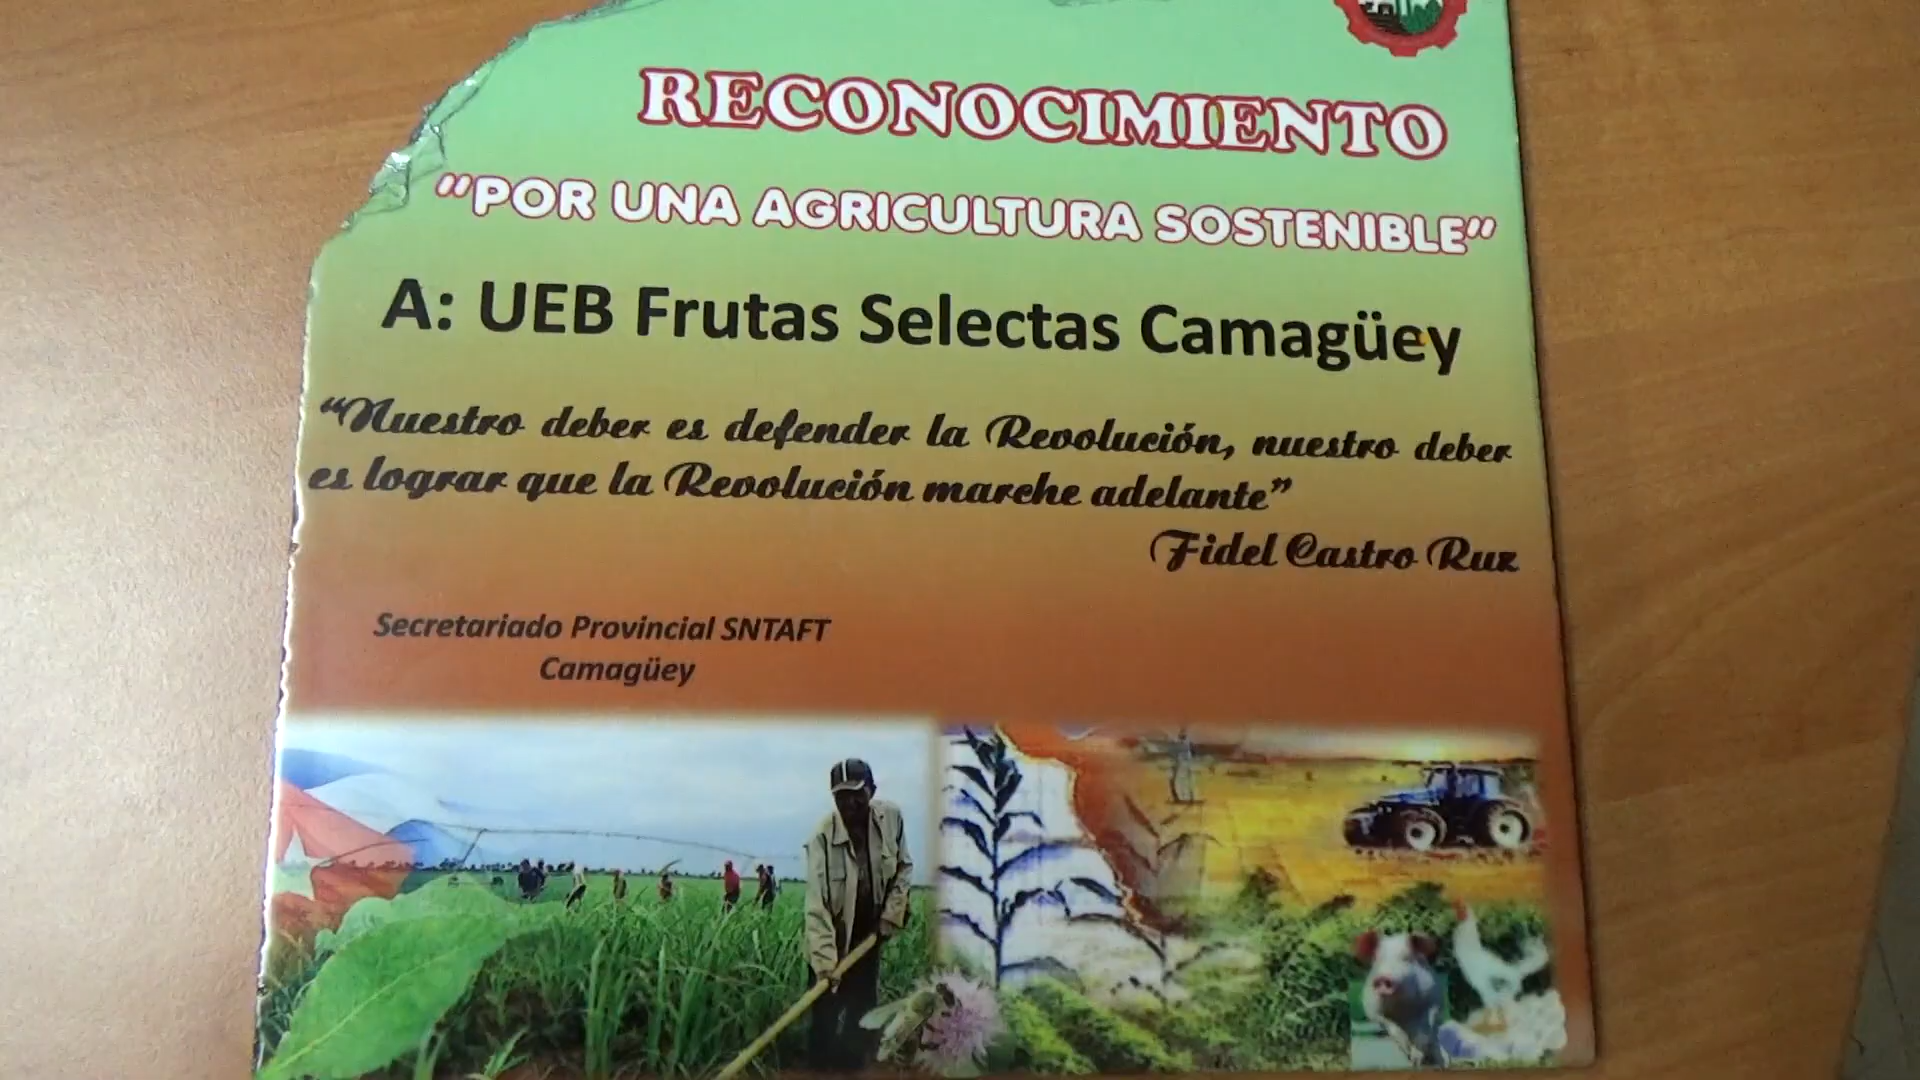 RECONOCIMIENTO
"POR UNA AGRICULTURA SOSTENIBLE"
A: UEB Frutas Selectas Camagüey
"Nuestro deber es defender la Revolución, nuestro deber
es lograr que la Revolución marche adelante"
Fidel Castro Ruz
Secretariado Provincial SNTAFT
Camagüey